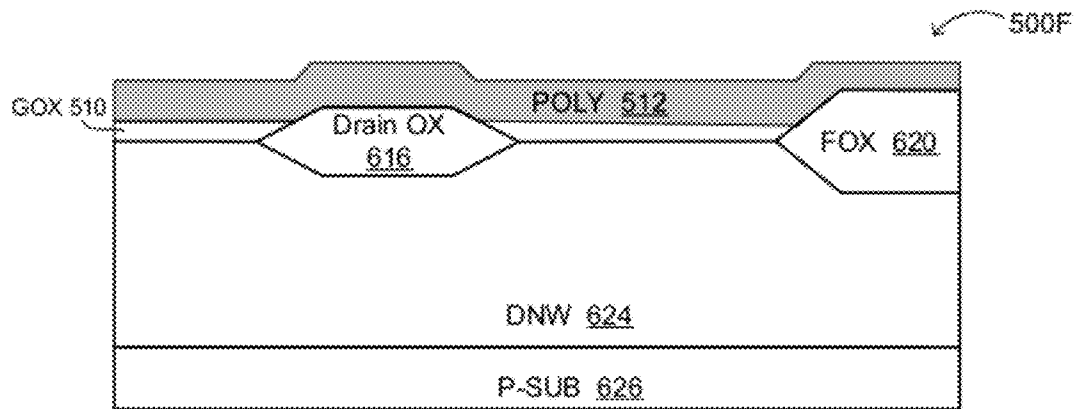 500F
GOX 510
POLY 512
Drain OX
616
FOX 620
DNW 624
P-SUB 626